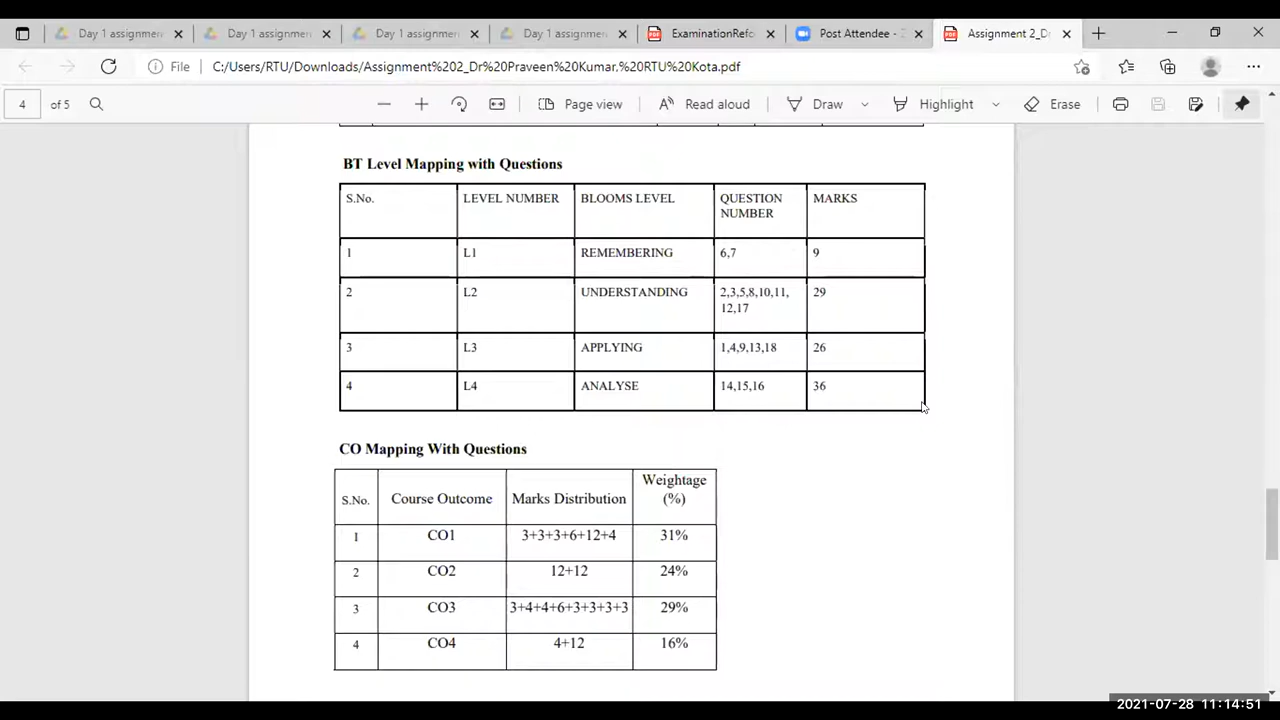 Day 1 assignmen
Day 1 assignmen
Day 1 assignmen
Day 1 assignmen
ExaminationRefo
Post Attendee - 
Assignment 2_D
File
C:/Users/RTU/Downloads/Assignment%202_Dr%20Praveen%20Kumar,%20RTU%20Kota.pdf
4 of 5
Page view
Read aloud
Draw
Highlight
Erase
BT Level Mapping with Questions
S.No. LEVEL NUMBER BLOOMS LEVEL QUESTION MARKS
NUMBER
1 L1 REMEMBERING 6,7 9
2 L2 UNDERSTANDING 2,3,5,8,10,11, 29
12,17
3 L3 APPLYING 1,4,9,13,18 26
4 L4 ANALYSE 14,15,16 36
CO Mapping With Questions
S.No. Course Outcome Marks Distribution Weightage
(%)
1 CO1 3+3+3+6+12+4 31%
2 CO2 12+12 24%
3 CO3 3+4+4+6+3+3+3+3 29%
4 CO4 4+12 16%
2021-07-28 11:14:51